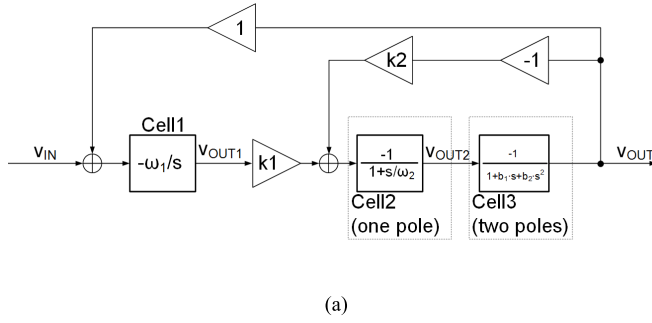 1
k2
-1
Cell1
vIN
-ω1/s
vOUT1
k1
-1
1+s/ω2
vOUT2
-1
1+b1·s+b2·s²
vOUT
Cell2
(one pole)
Cell3
(two poles)
(a)